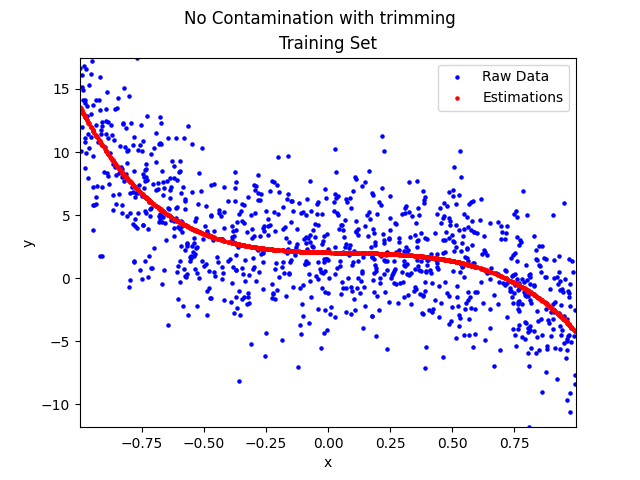 No Contamination with trimming
Training Set
Raw Data
Estimations
15
10
5
0
−5
−10
y
−0.75 −0.50 −0.25 0.00 0.25 0.50 0.75
x